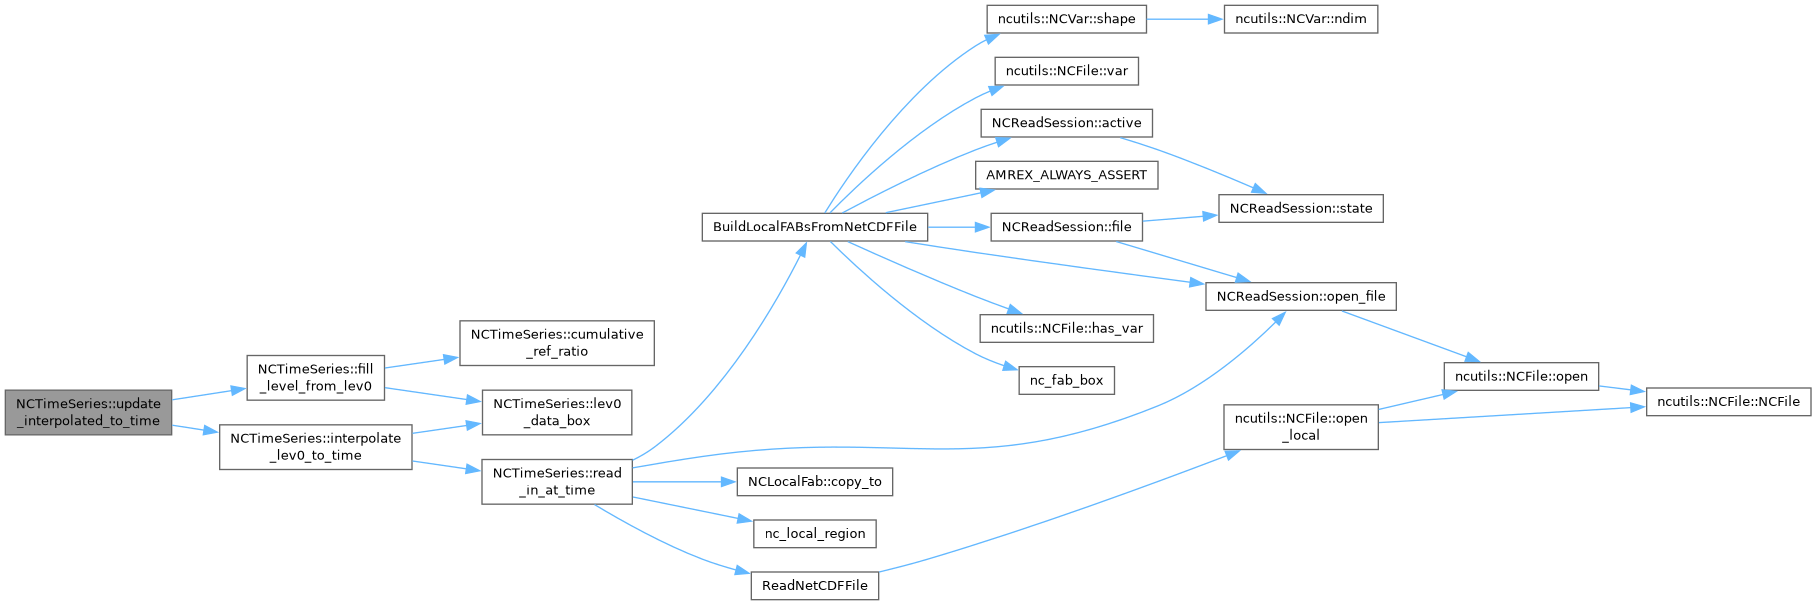 NCTimeSeries::update
_interpolated_to_time
NCTimeSeries::fill
_level_from_lev0
NCTimeSeries::interpolate
_lev0_to_time
NCTimeSeries::cumulative
_ref_ratio
NCTimeSeries::lev0
_data_box
NCTimeSeries::read
_in_at_time
BuildLocalFABsFromNetCDFFile
NCLocalFab::copy_to
nc_local_region
ReadNetCDFFile
ncutils::NCVar::shape
ncutils::NCFile::var
NCReadSession::active
AMREX_ALWAYS_ASSERT
NCReadSession::file
ncutils::NCFile::has_var
nc_fab_box
ncutils::NCVar::ndim
NCReadSession::state
NCReadSession::open_file
ncutils::NCFile::open
_local
ncutils::NCFile::open
ncutils::NCFile::NCFile